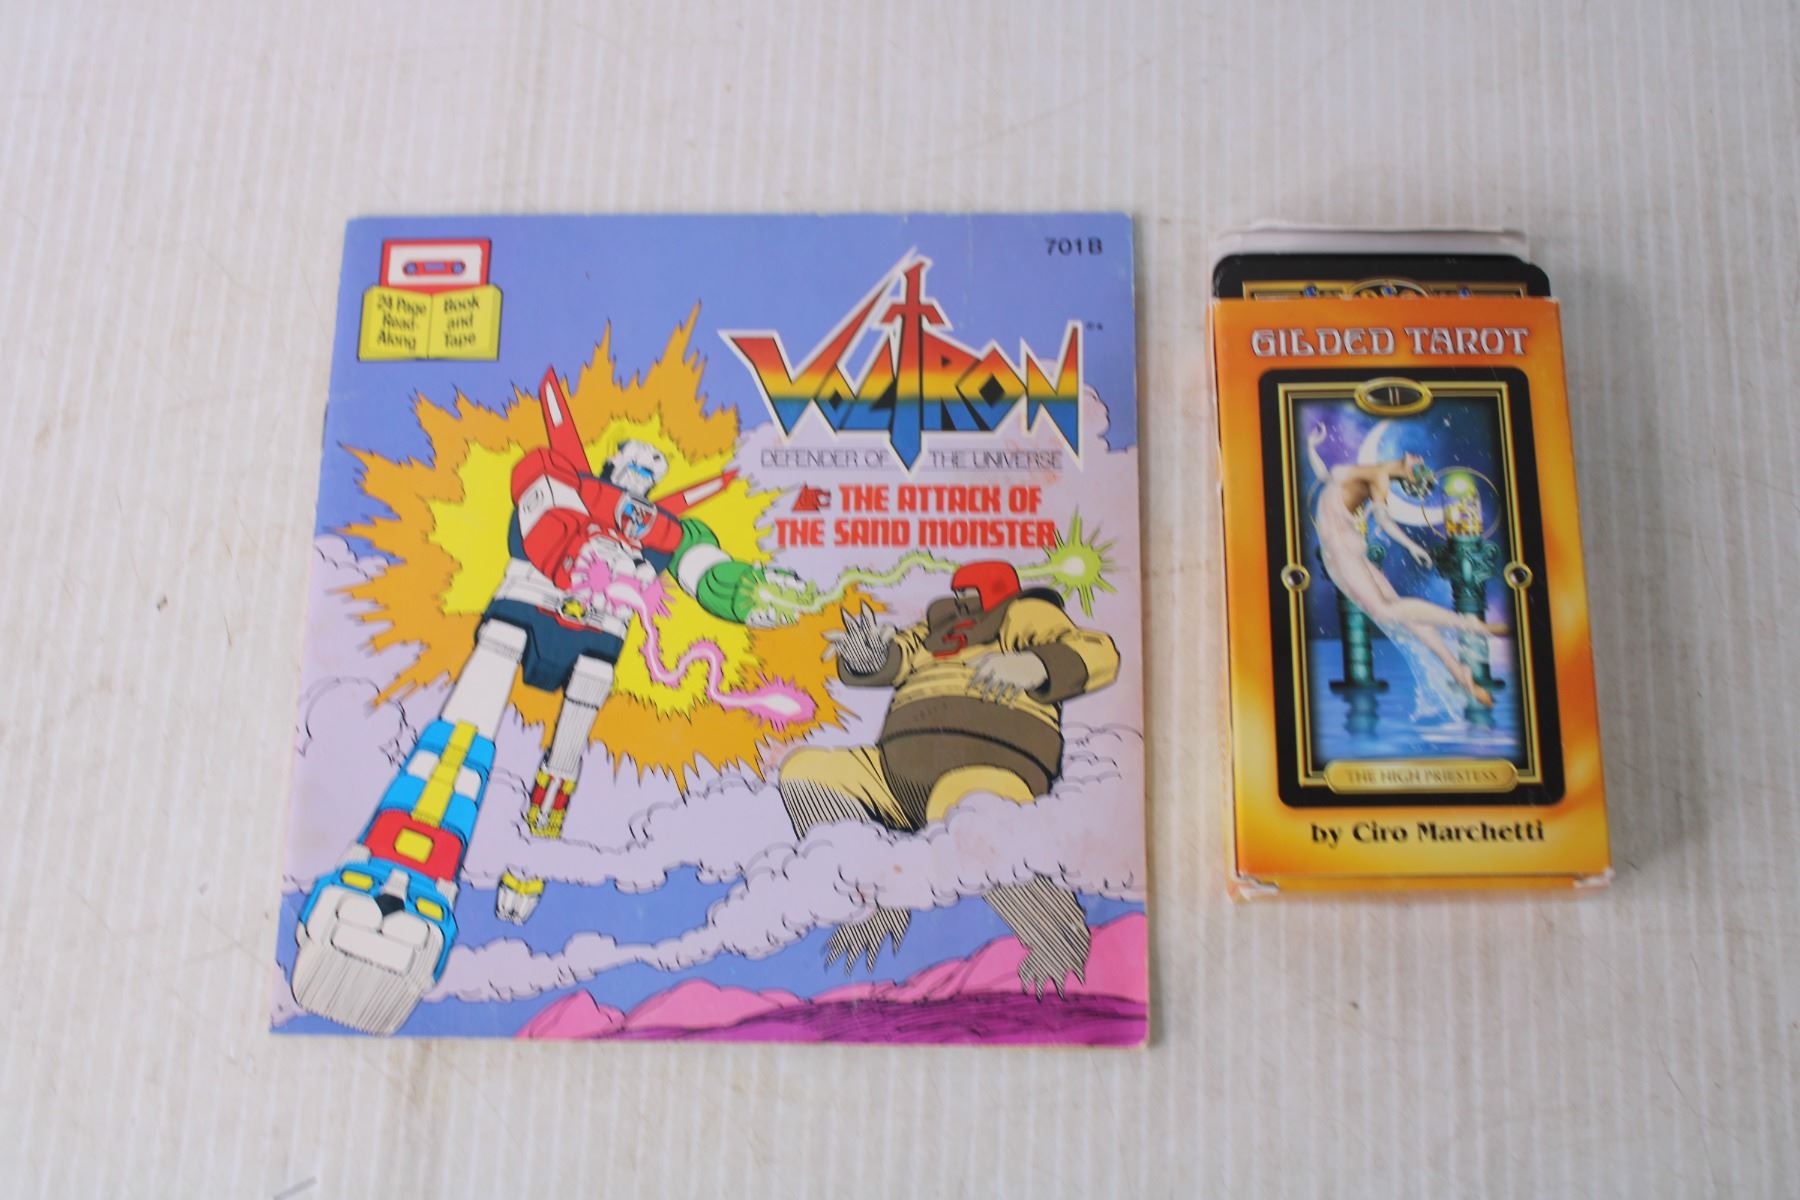 24 Page
Read-
Along
Book
and
Tape
701B
VOLTRON
DEFENDER OF THE UNIVERSE
THE ATTACK OF
THE SAND MONSTER
GILDED TAROT
II
THE HIGH PRIESTESS
by Ciro Marchetti